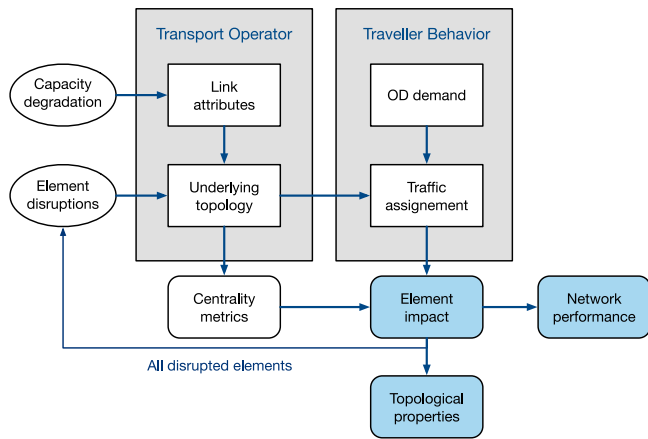 Transport Operator
Traveller Behavior
Capacity
degradation
Link
attributes
OD demand
Element
disruptions
Underlying
topology
Traffic
assignement
Centrality
metrics
Element
impact
Network
performance
All disrupted elements
Topological
properties